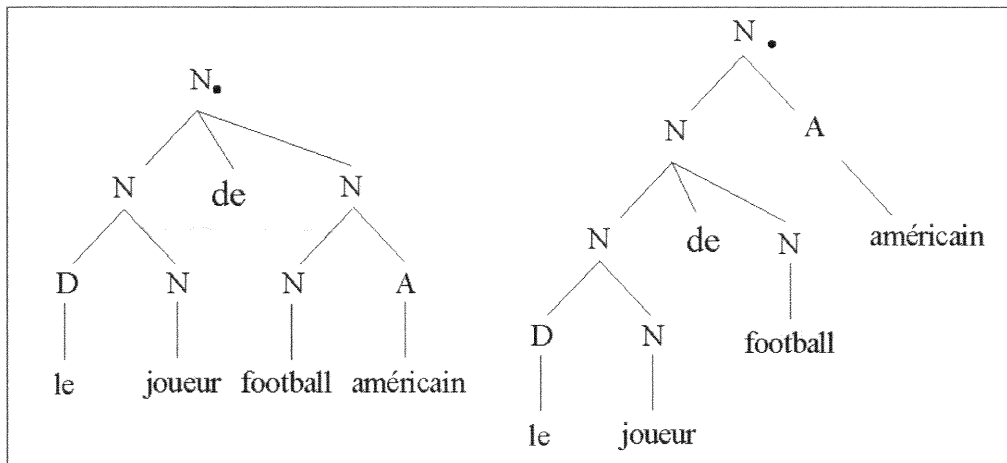 N
N de N
D N N A
le joueur football américain
N
N A
N de N américain
D N football
le joueur